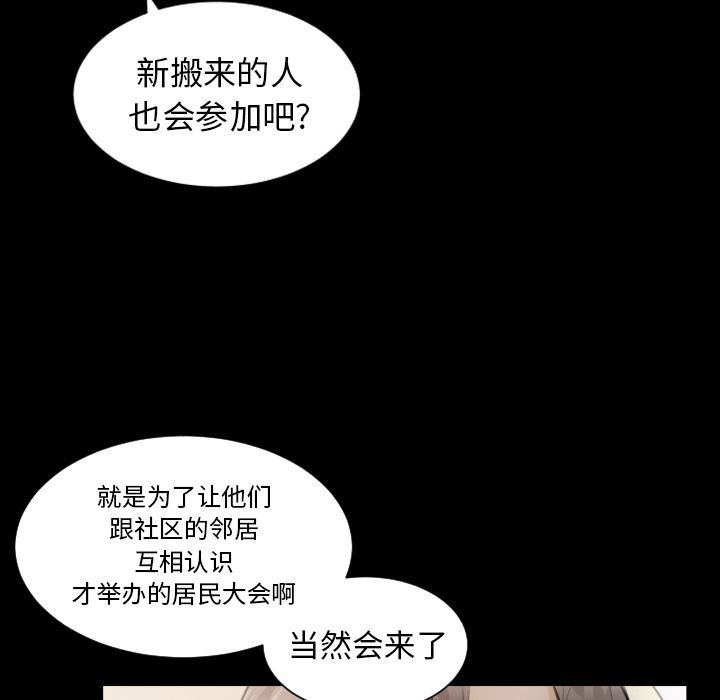 新搬来的人
也会参加吧?
就是为了让他们
跟社区的邻居
互相认识
才举办的居民大会啊
当然会来了